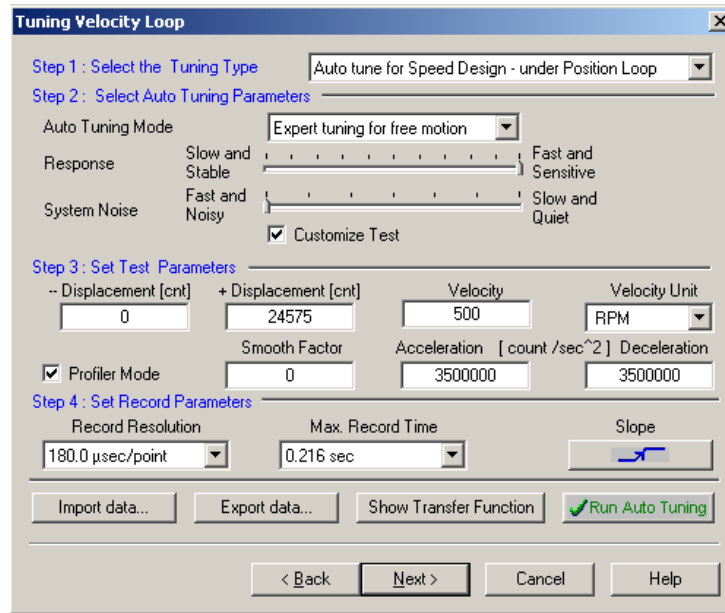 Tuning Velocity Loop
Step 1 : Select the Tuning Type
Auto tune for Speed Design - under Position Loop
Step 2 : Select Auto Tuning Parameters
Auto Tuning Mode
Expert tuning for free motion
Response
Slow and
Stable
Fast and
Sensitive
System Noise
Fast and
Noisy
Slow and
Quiet
Customize Test
Step 3 : Set Test Parameters
-- Displacement [cnt]
+ Displacement [cnt]
Velocity
Velocity Unit
0
24575
500
RPM
Smooth Factor
Acceleration [ count /sec^2 ] Deceleration
Profiler Mode
0
3500000
3500000
Step 4 : Set Record Parameters
Record Resolution
Max. Record Time
Slope
180.0 µsec/point
0.216 sec
Import data...
Export data...
Show Transfer Function
Run Auto Tuning
< Back
Next >
Cancel
Help